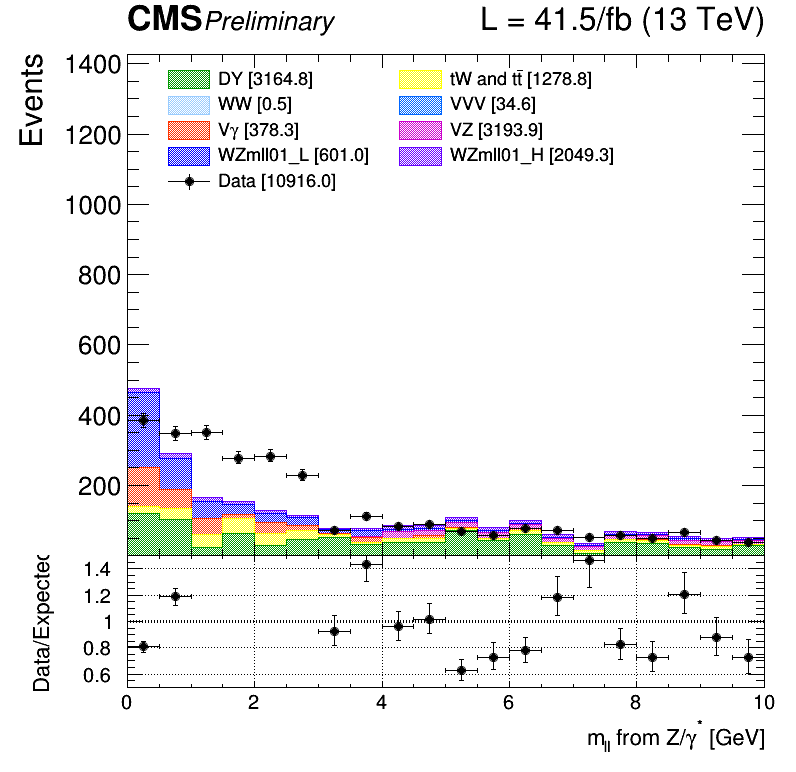 CMS Preliminary L = 41.5/fb (13 TeV)
Events
1400
1200
1000
800
600
400
200
DY [3164.8] tW and tt̄ [1278.8]
WW [0.5] VVV [34.6]
Vγ [378.3] VZ [3193.9]
WZmll01_L [601.0] WZmll01_H [2049.3]
Data [10916.0]
Data/Expected
1.4
1.2
1
0.8
0.6
0 2 4 6 8 10
m_ll from Z/γ* [GeV]